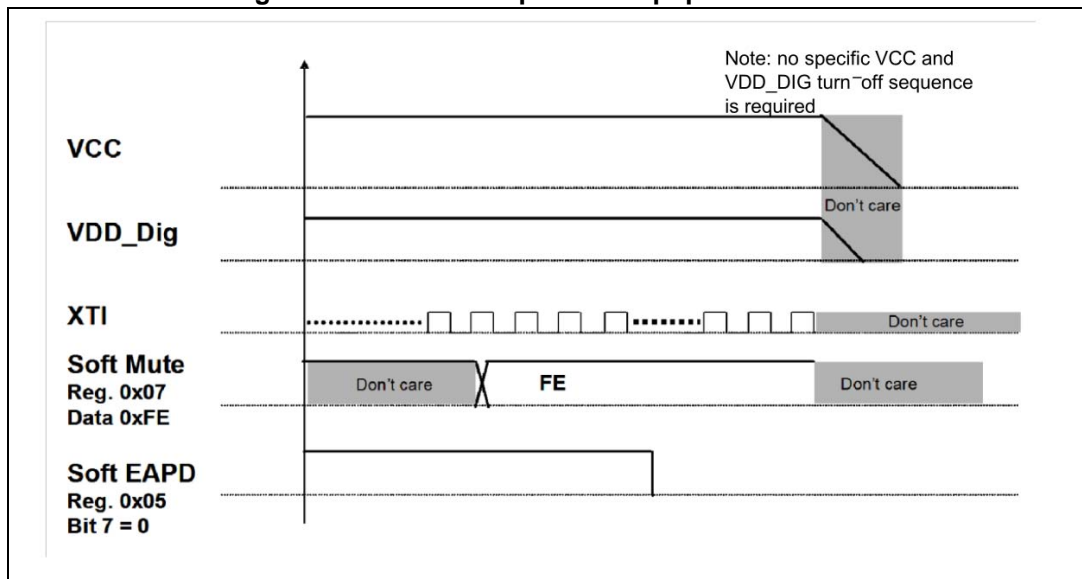 Note: no specific VCC and
VDD_DIG turn-off sequence
is required
VCC
Don't care
VDD_Dig
XTI
Don't care
Soft Mute
Reg. 0x07
Data 0xFE
Don't care
FE
Don't care
Soft EAPD
Reg. 0x05
Bit 7 = 0